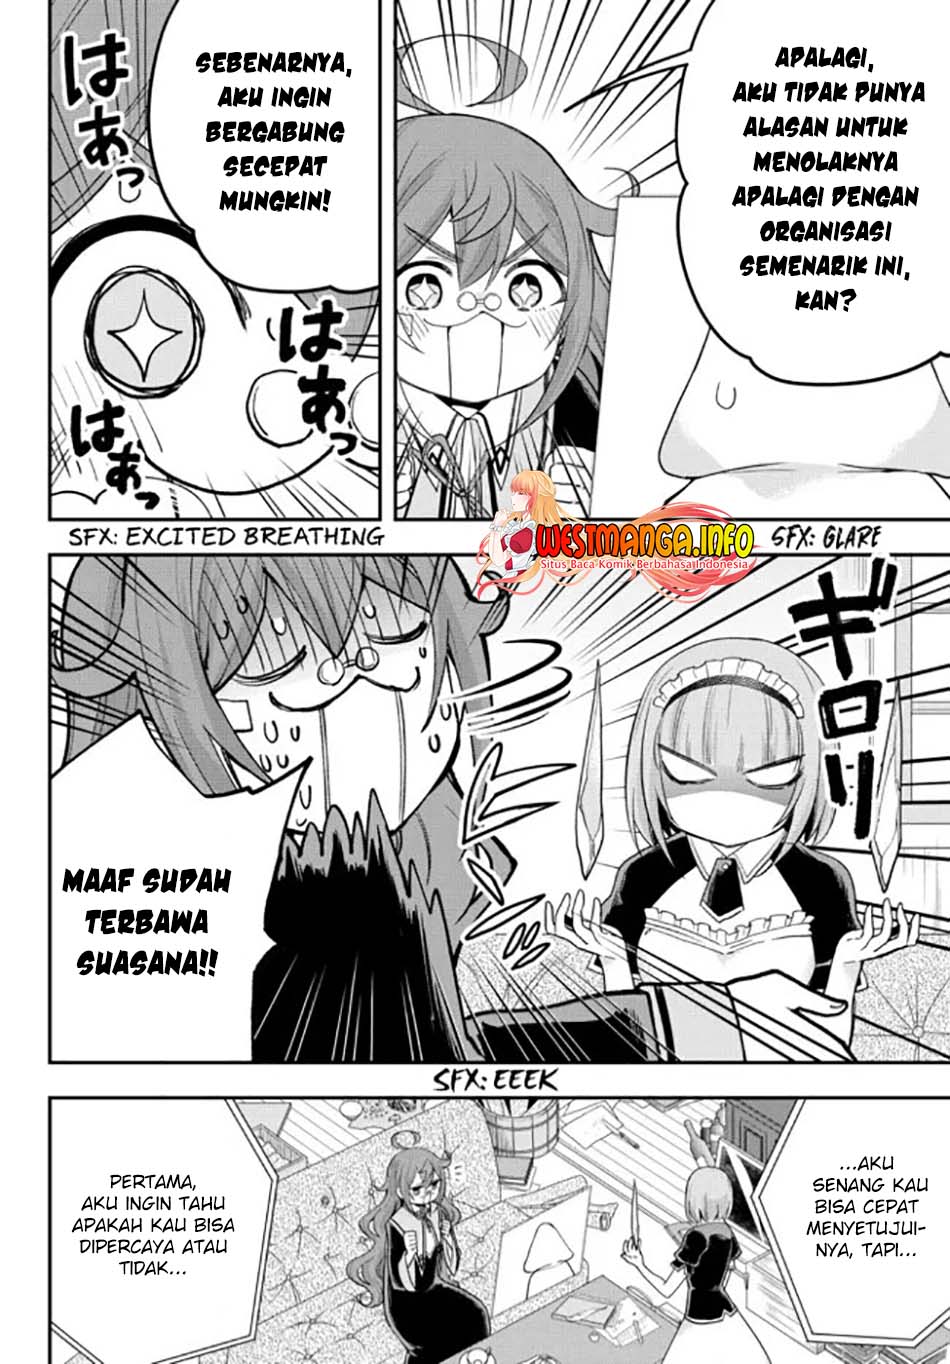 APALAGI,
AKU TIDAK PUNYA
ALASAN UNTUK
MENOLAKNYA
APALAGI DENGAN
ORGANISASI
SEMENARIK INI,
KAN?
SEBENARNYA,
AKU INGIN
BERGABUNG
SECEPAT
MUNGKIN!
はあっ
はあっ
はあっ
SFX: EXCITED BREATHING
WESTMANGA.INFO
Situs Baca Komik Berbahasa Indonesia
SFX: GLARE
ギロリ
MAAF SUDAH
TERBAWA
SUASANA!!
SFX: EEEK
...AKU
SENANG KAU
BISA CEPAT
MENYETUJUI-
NYA, TAPI...
PERTAMA,
AKU INGIN TAHU
APAKAH KAU BISA
DIPERCAYA ATAU
TIDAK...